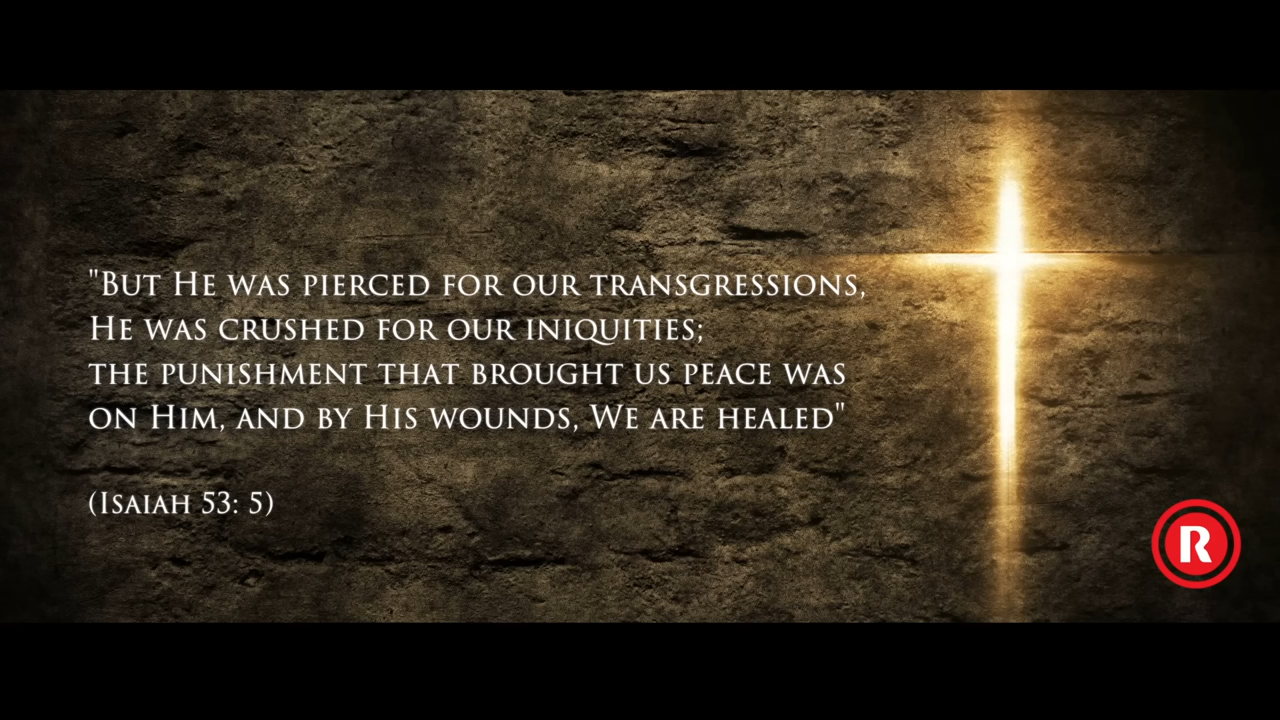 "But He was pierced for our transgressions,
He was crushed for our iniquities;
the punishment that brought us peace was
on Him, and by His wounds, We are healed"
(Isaiah 53: 5)
R